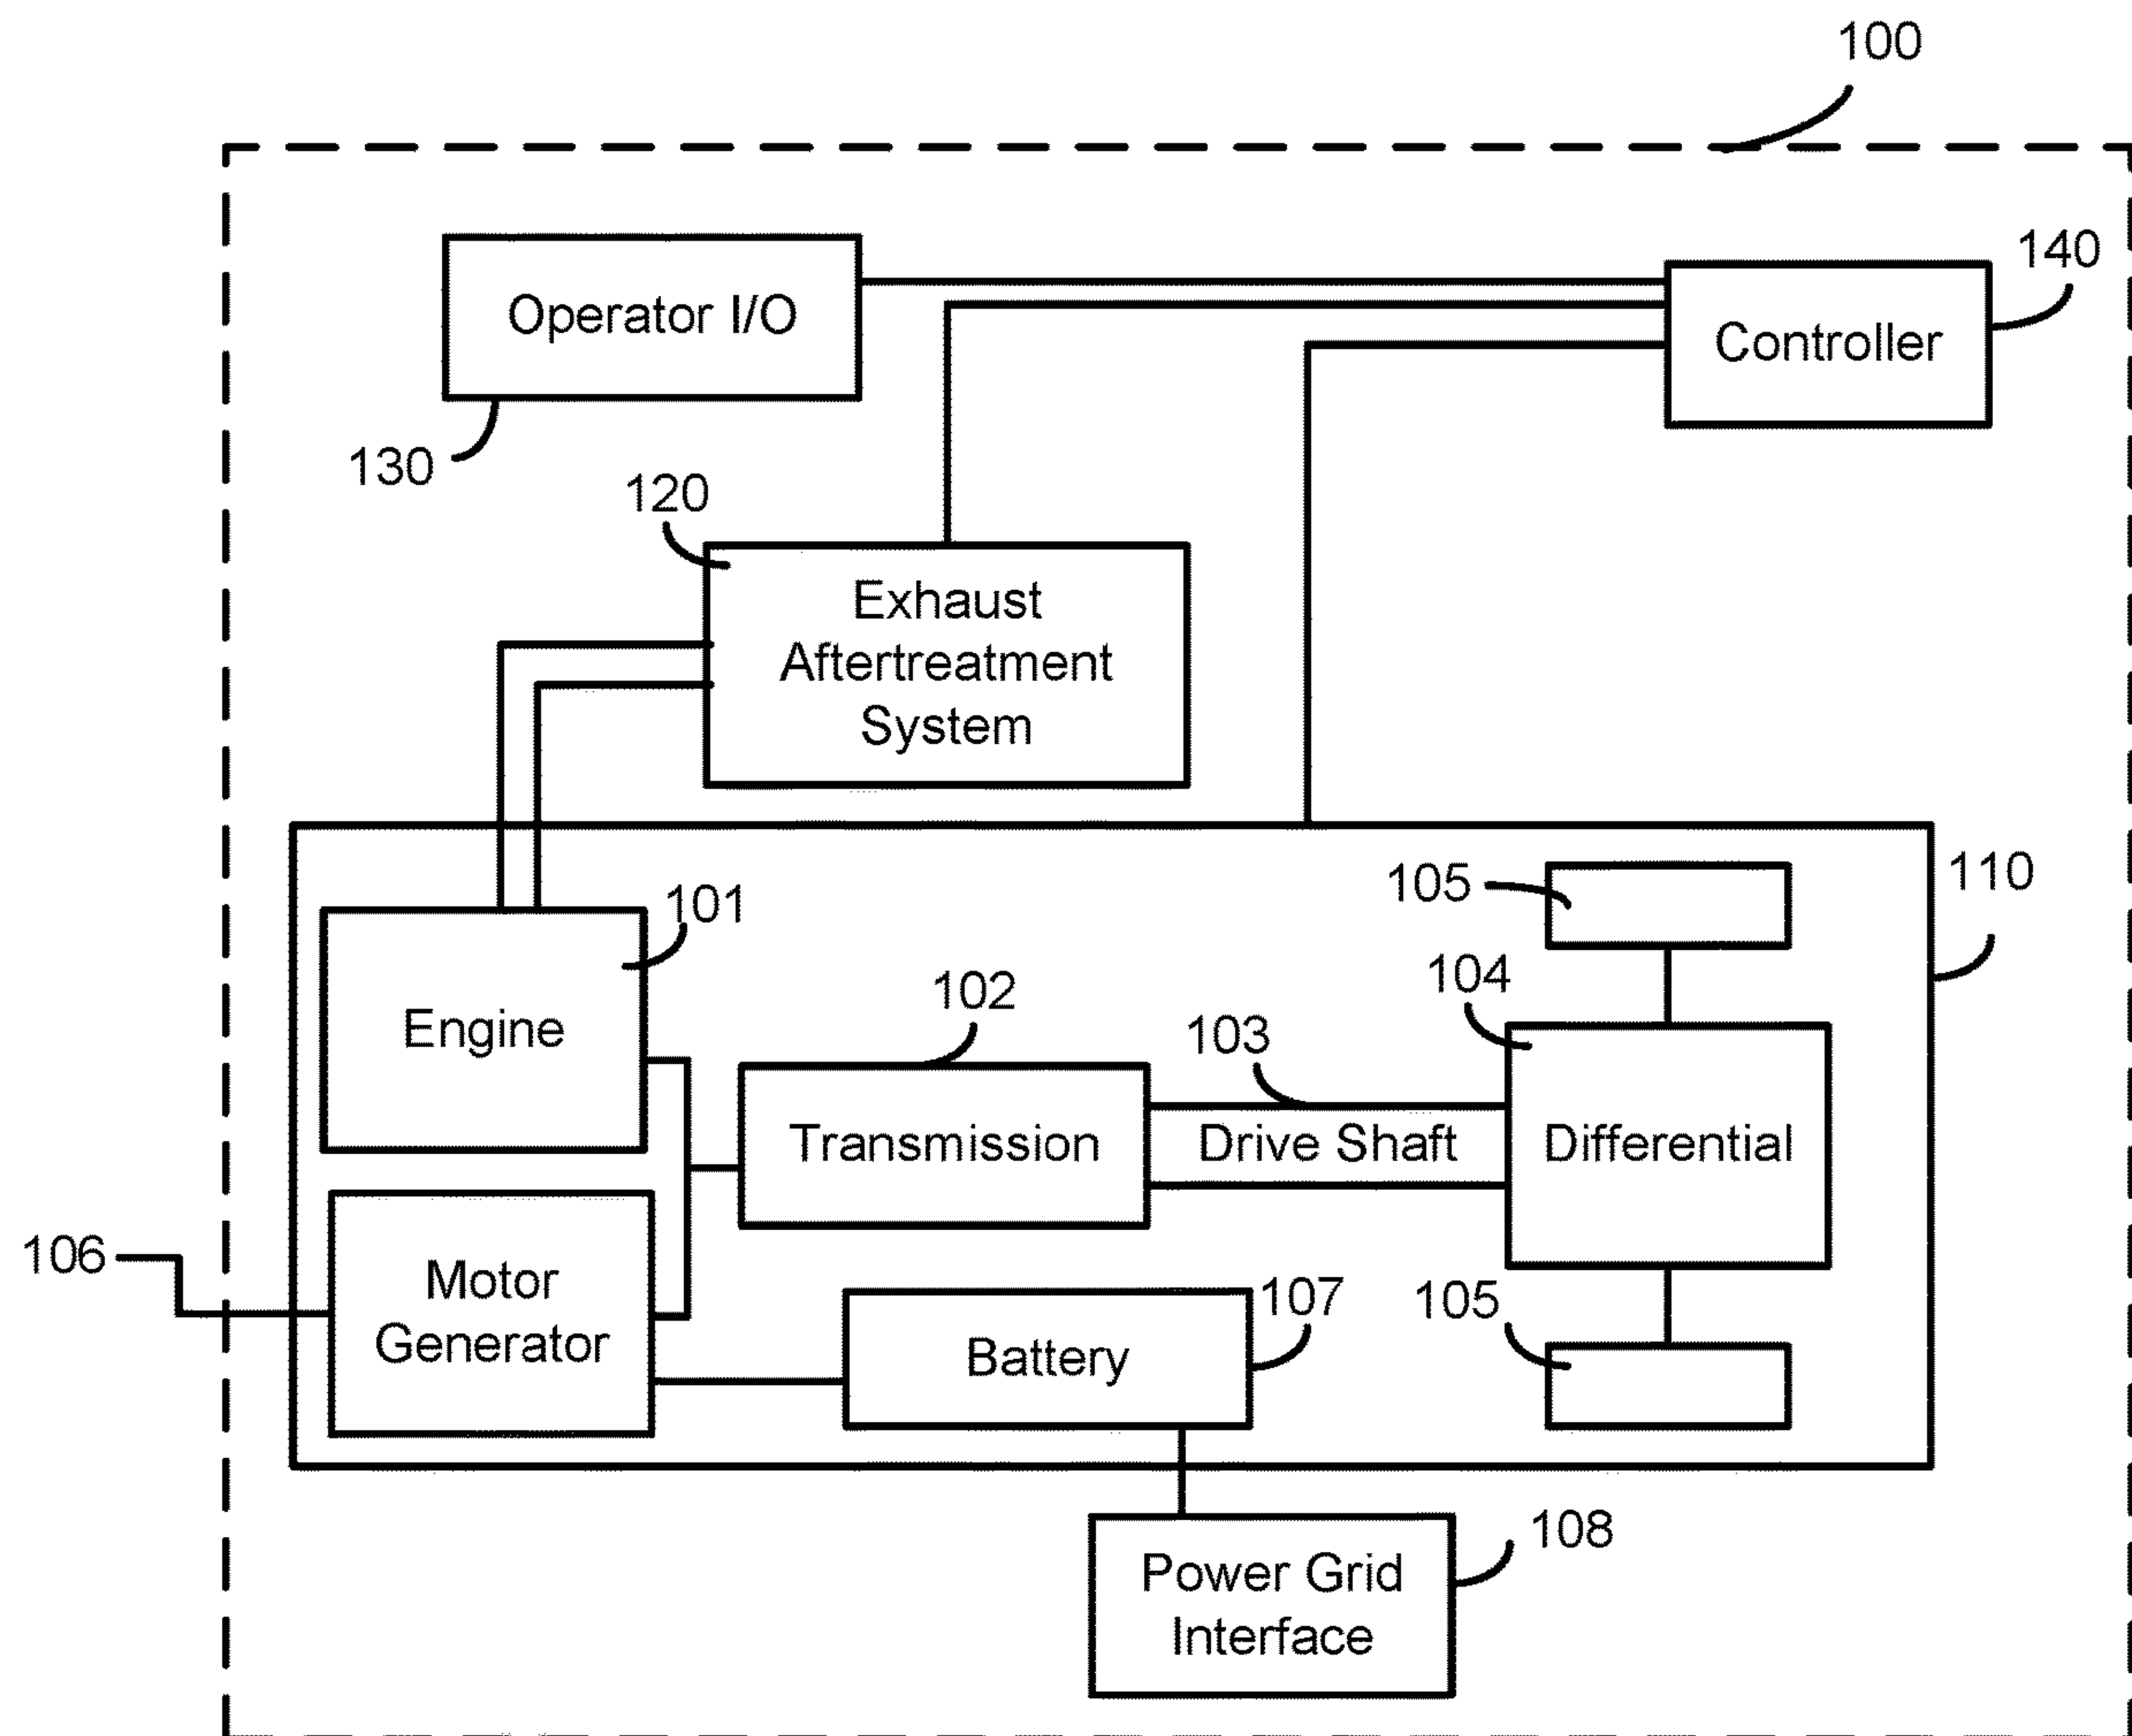 100
140
Operator I/O
Controller
130
120
Exhaust
Aftertreatment
System
110
105
101
104
Engine
102
103
Transmission
Drive Shaft
Differential
106
Motor
Generator
107
105
Battery
108
Power Grid
Interface